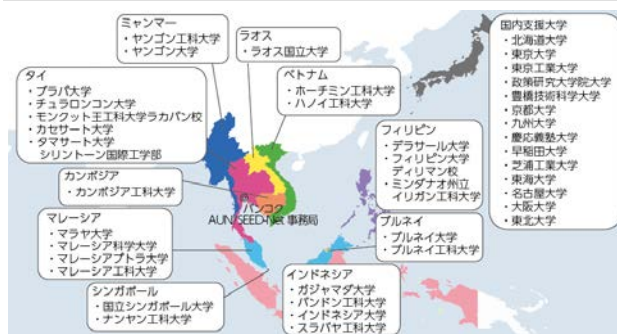 ミャンマー
・ヤンゴン工科大学
・ヤンゴン大学
ラオス
・ラオス国立大学
ベトナム
・ホーチミン工科大学
・ハノイ工科大学
タイ
・ブラパ大学
・チュラロンコン大学
・モンクット王工科大学ラカバン校
・カセサート大学
・タマサート大学
シリントーン国際工学部
カンボジア
・カンボジア工科大学
バンコク
AUN/SEED-Net 事務局
マレーシア
・マラヤ大学
・マレーシア科学大学
・マレーシアプトラ大学
・マレーシア工科大学
シンガポール
・国立シンガポール大学
・ナンヤン工科大学
フィリピン
・デラサール大学
・フィリピン大学
ディリマン校
・ミンダナオ州立
イリガン工科大学
ブルネイ
・ブルネイ大学
・ブルネイ工科大学
インドネシア
・ガジャマダ大学
・バンドン工科大学
・インドネシア大学
・スラバヤ工科大学
国内支援大学
・北海道大学
・東京大学
・東京工業大学
・政策研究大学院大学
・豊橋技術科学大学
・京都大学
・九州大学
・慶応義塾大学
・早稲田大学
・芝浦工業大学
・東海大学
・名古屋大学
・大阪大学
・東北大学